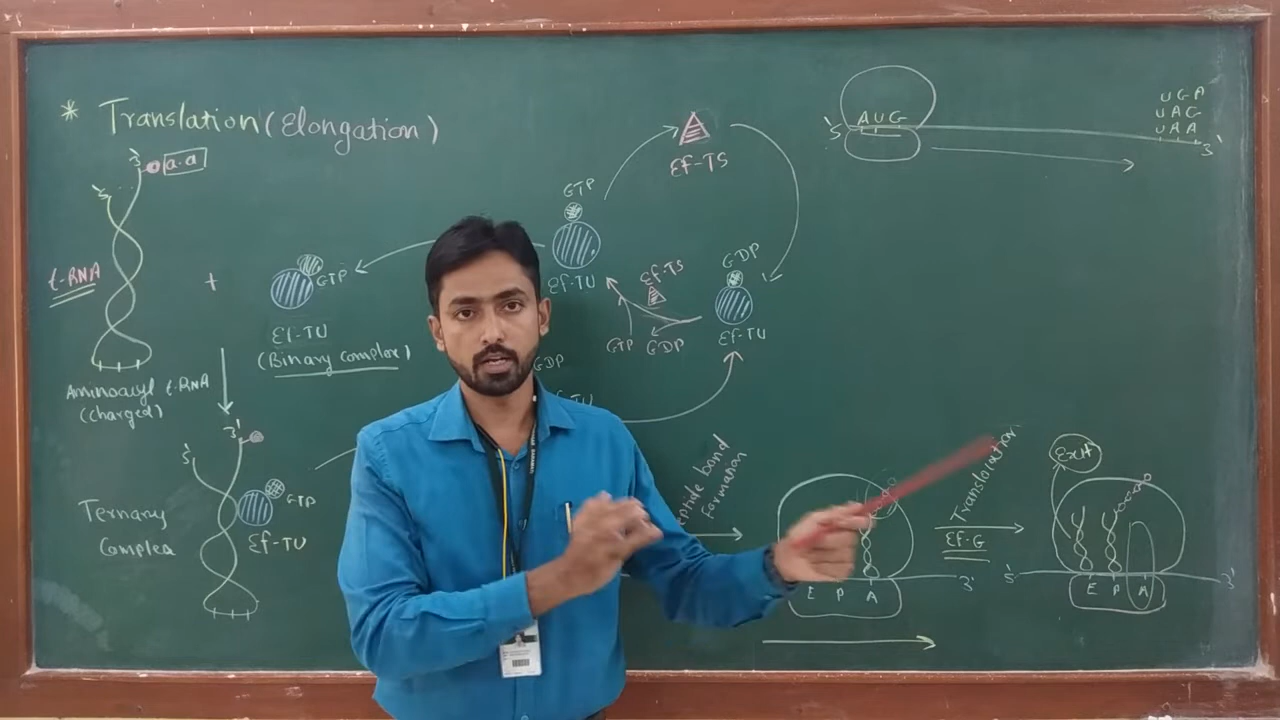 * Translation (Elongation)
3'
a.a
5'
t-RNA
+
GTP
Ef-TU
(Binary complex)
Aminoacyl t-RNA
(Charged)
3'
5'
GTP
Ef-TU
Ternary
Complex
GTP
Ef-TU
Ef-TS
GDP
Ef-TU
Ef-TS
GTP
GDP
GDP
5'
AUG
UGA
UAG
UAA
3'
bond
formation
E P A
3'
Translocation
Ef-G
Exit
5'
E P A
3'